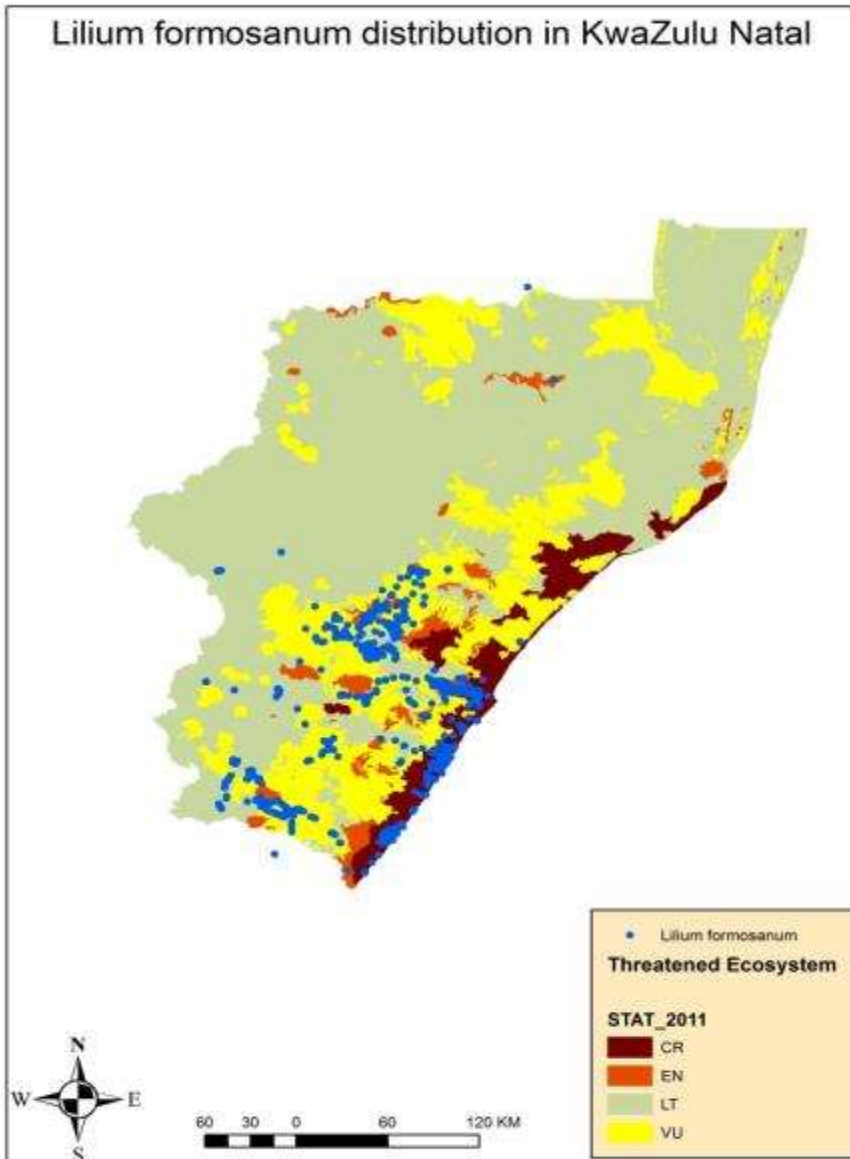 Lilium formosanum distribution in KwaZulu Natal
Lilium formosanum
Threatened Ecosystem
STAT_2011
CR
EN
LT
VU
N
W E
S
60 30 0 60 120 KM